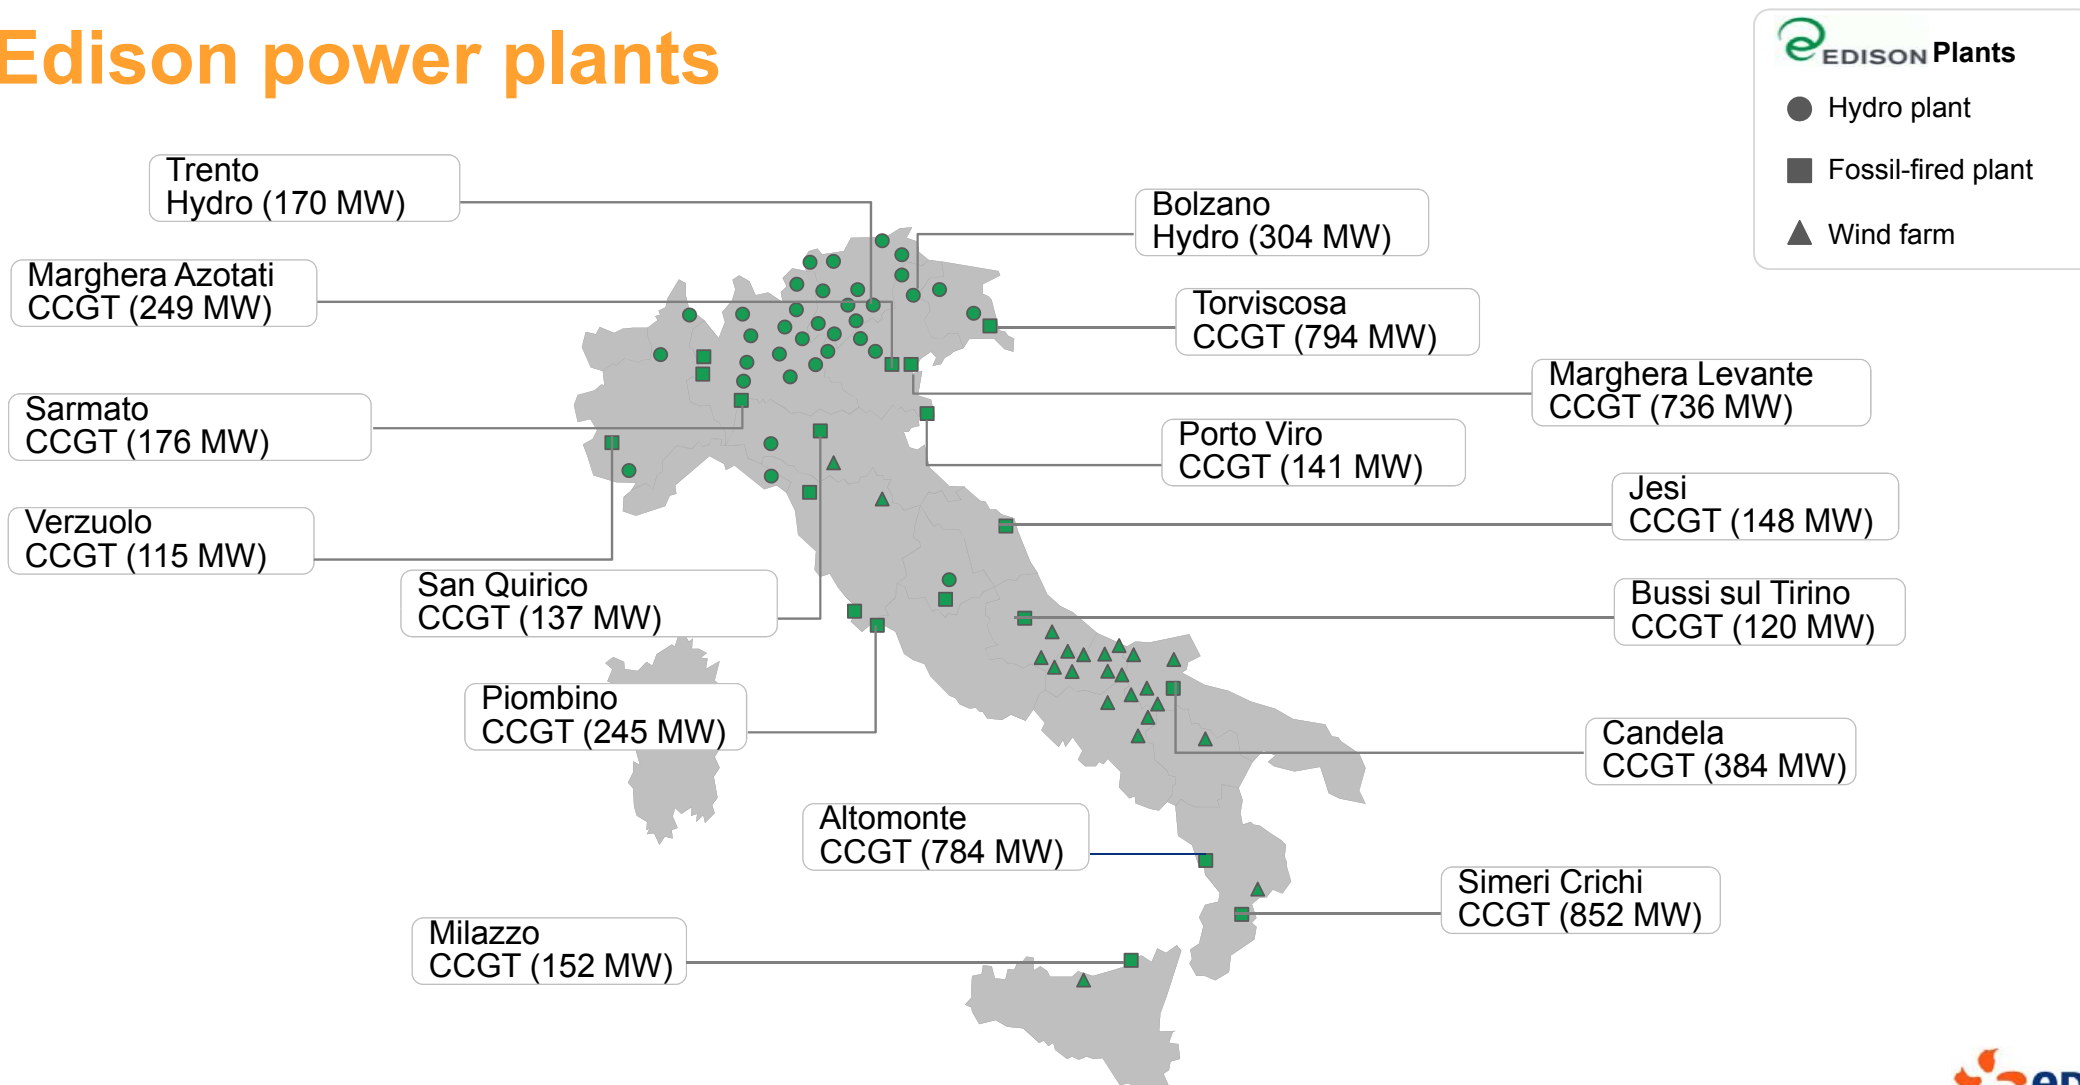 Edison power plants
EDISON Plants
Hydro plant
Fossil-fired plant
Wind farm
Trento
Hydro (170 MW)
Bolzano
Hydro (304 MW)
Marghera Azotati
CCGT (249 MW)
Torviscosa
CCGT (794 MW)
Marghera Levante
CCGT (736 MW)
Sarmato
CCGT (176 MW)
Porto Viro
CCGT (141 MW)
Jesi
CCGT (148 MW)
Verzuolo
CCGT (115 MW)
San Quirico
CCGT (137 MW)
Bussi sul Tirino
CCGT (120 MW)
Piombino
CCGT (245 MW)
Candela
CCGT (384 MW)
Altomonte
CCGT (784 MW)
Simeri Crichi
CCGT (852 MW)
Milazzo
CCGT (152 MW)